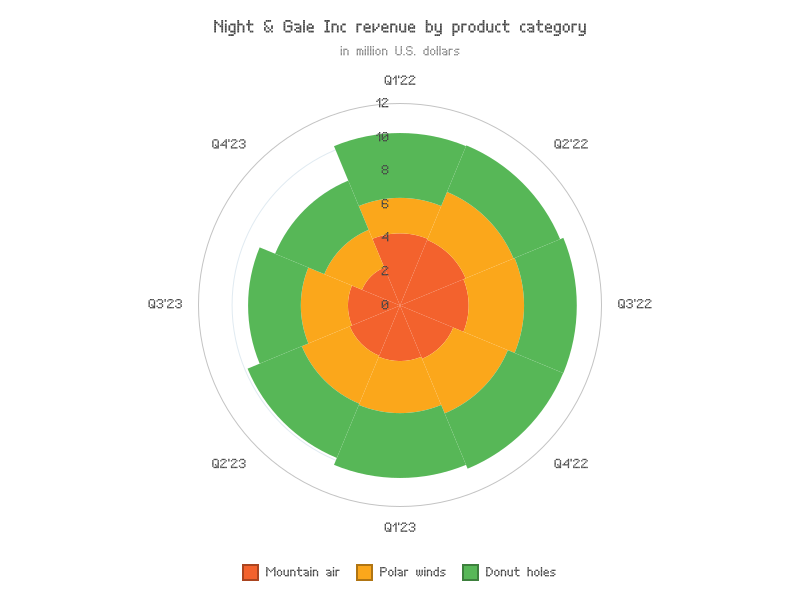 Night & Gale Inc revenue by product category
in million U.S. dollars
Q1'22
12
10
Q4'23
Q2'22
8
6
4
2
Q3'23
0
Q3'22
Q2'23
Q4'22
Q1'23
Mountain air
Polar winds
Donut holes